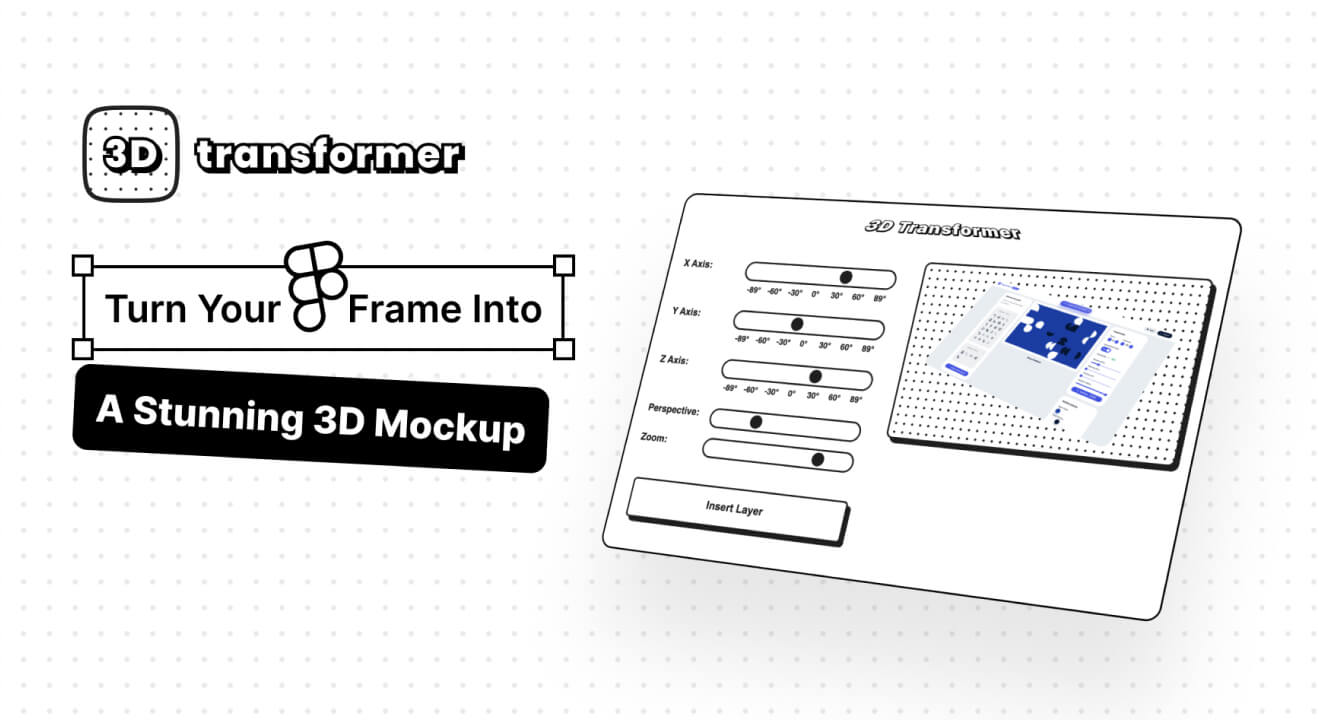 3D transformer
Turn Your Frame Into
A Stunning 3D Mockup
3D Transformer
X Axis:
-89° -60° -30° 0° 30° 60° 89°
Y Axis:
-89° -60° -30° 0° 30° 60° 89°
Z Axis:
-89° -60° -30° 0° 30° 60° 89°
Perspective:
Zoom:
Insert Layer